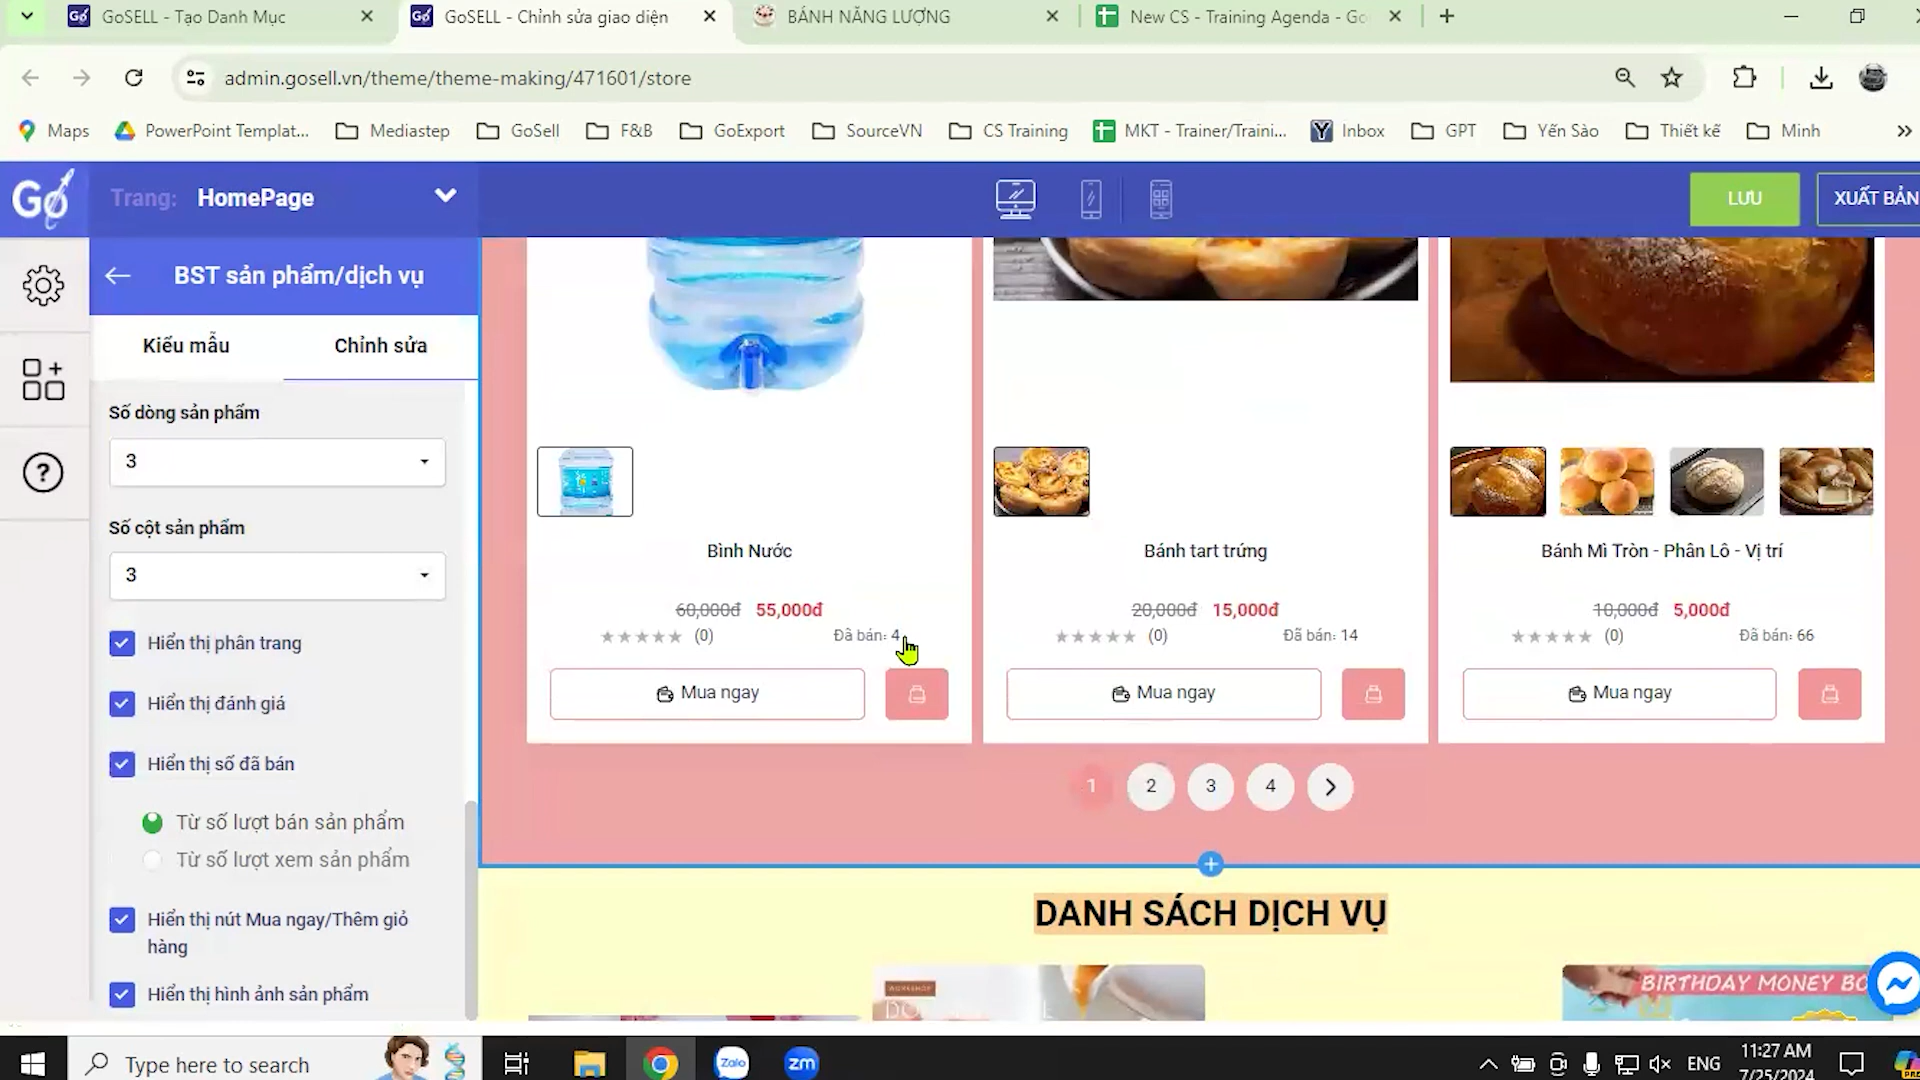 GoSELL - Tạo Danh Mục
GoSELL - Chỉnh sửa giao diện
BÁNH NĂNG LƯỢNG
New CS - Training Agenda - Go
admin.gosell.vn/theme/theme-making/471601/store
Maps
PowerPoint Templat...
Mediastep
GoSell
F&B
GoExport
SourceVN
CS Training
MKT - Trainer/Traini...
Inbox
GPT
Yến Sào
Thiết kế
Minh
Go
Trang: HomePage
LƯU
XUẤT BẢN
BST sản phẩm/dịch vụ
Kiểu mẫu
Chỉnh sửa
Số dòng sản phẩm
3
Số cột sản phẩm
3
Hiển thị phân trang
Hiển thị đánh giá
Hiển thị số đã bán
Từ số lượt bán sản phẩm
Từ số lượt xem sản phẩm
Hiển thị nút Mua ngay/Thêm giỏ
hàng
Hiển thị hình ảnh sản phẩm
Bình Nước
Bánh tart trứng
Bánh Mì Tròn - Phân Lô - Vị trí
60,000đ 55,000đ
20,000đ 15,000đ
10,000đ 5,000đ
(0) Đã bán: 4
(0) Đã bán: 14
(0) Đã bán: 66
Mua ngay
Mua ngay
Mua ngay
1 2 3 4
DANH SÁCH DỊCH VỤ
WORKSHOP
BIRTHDAY MONEY BO
Type here to search
Zalo
zm
ENG
11:27 AM
7/25/2024
PRE